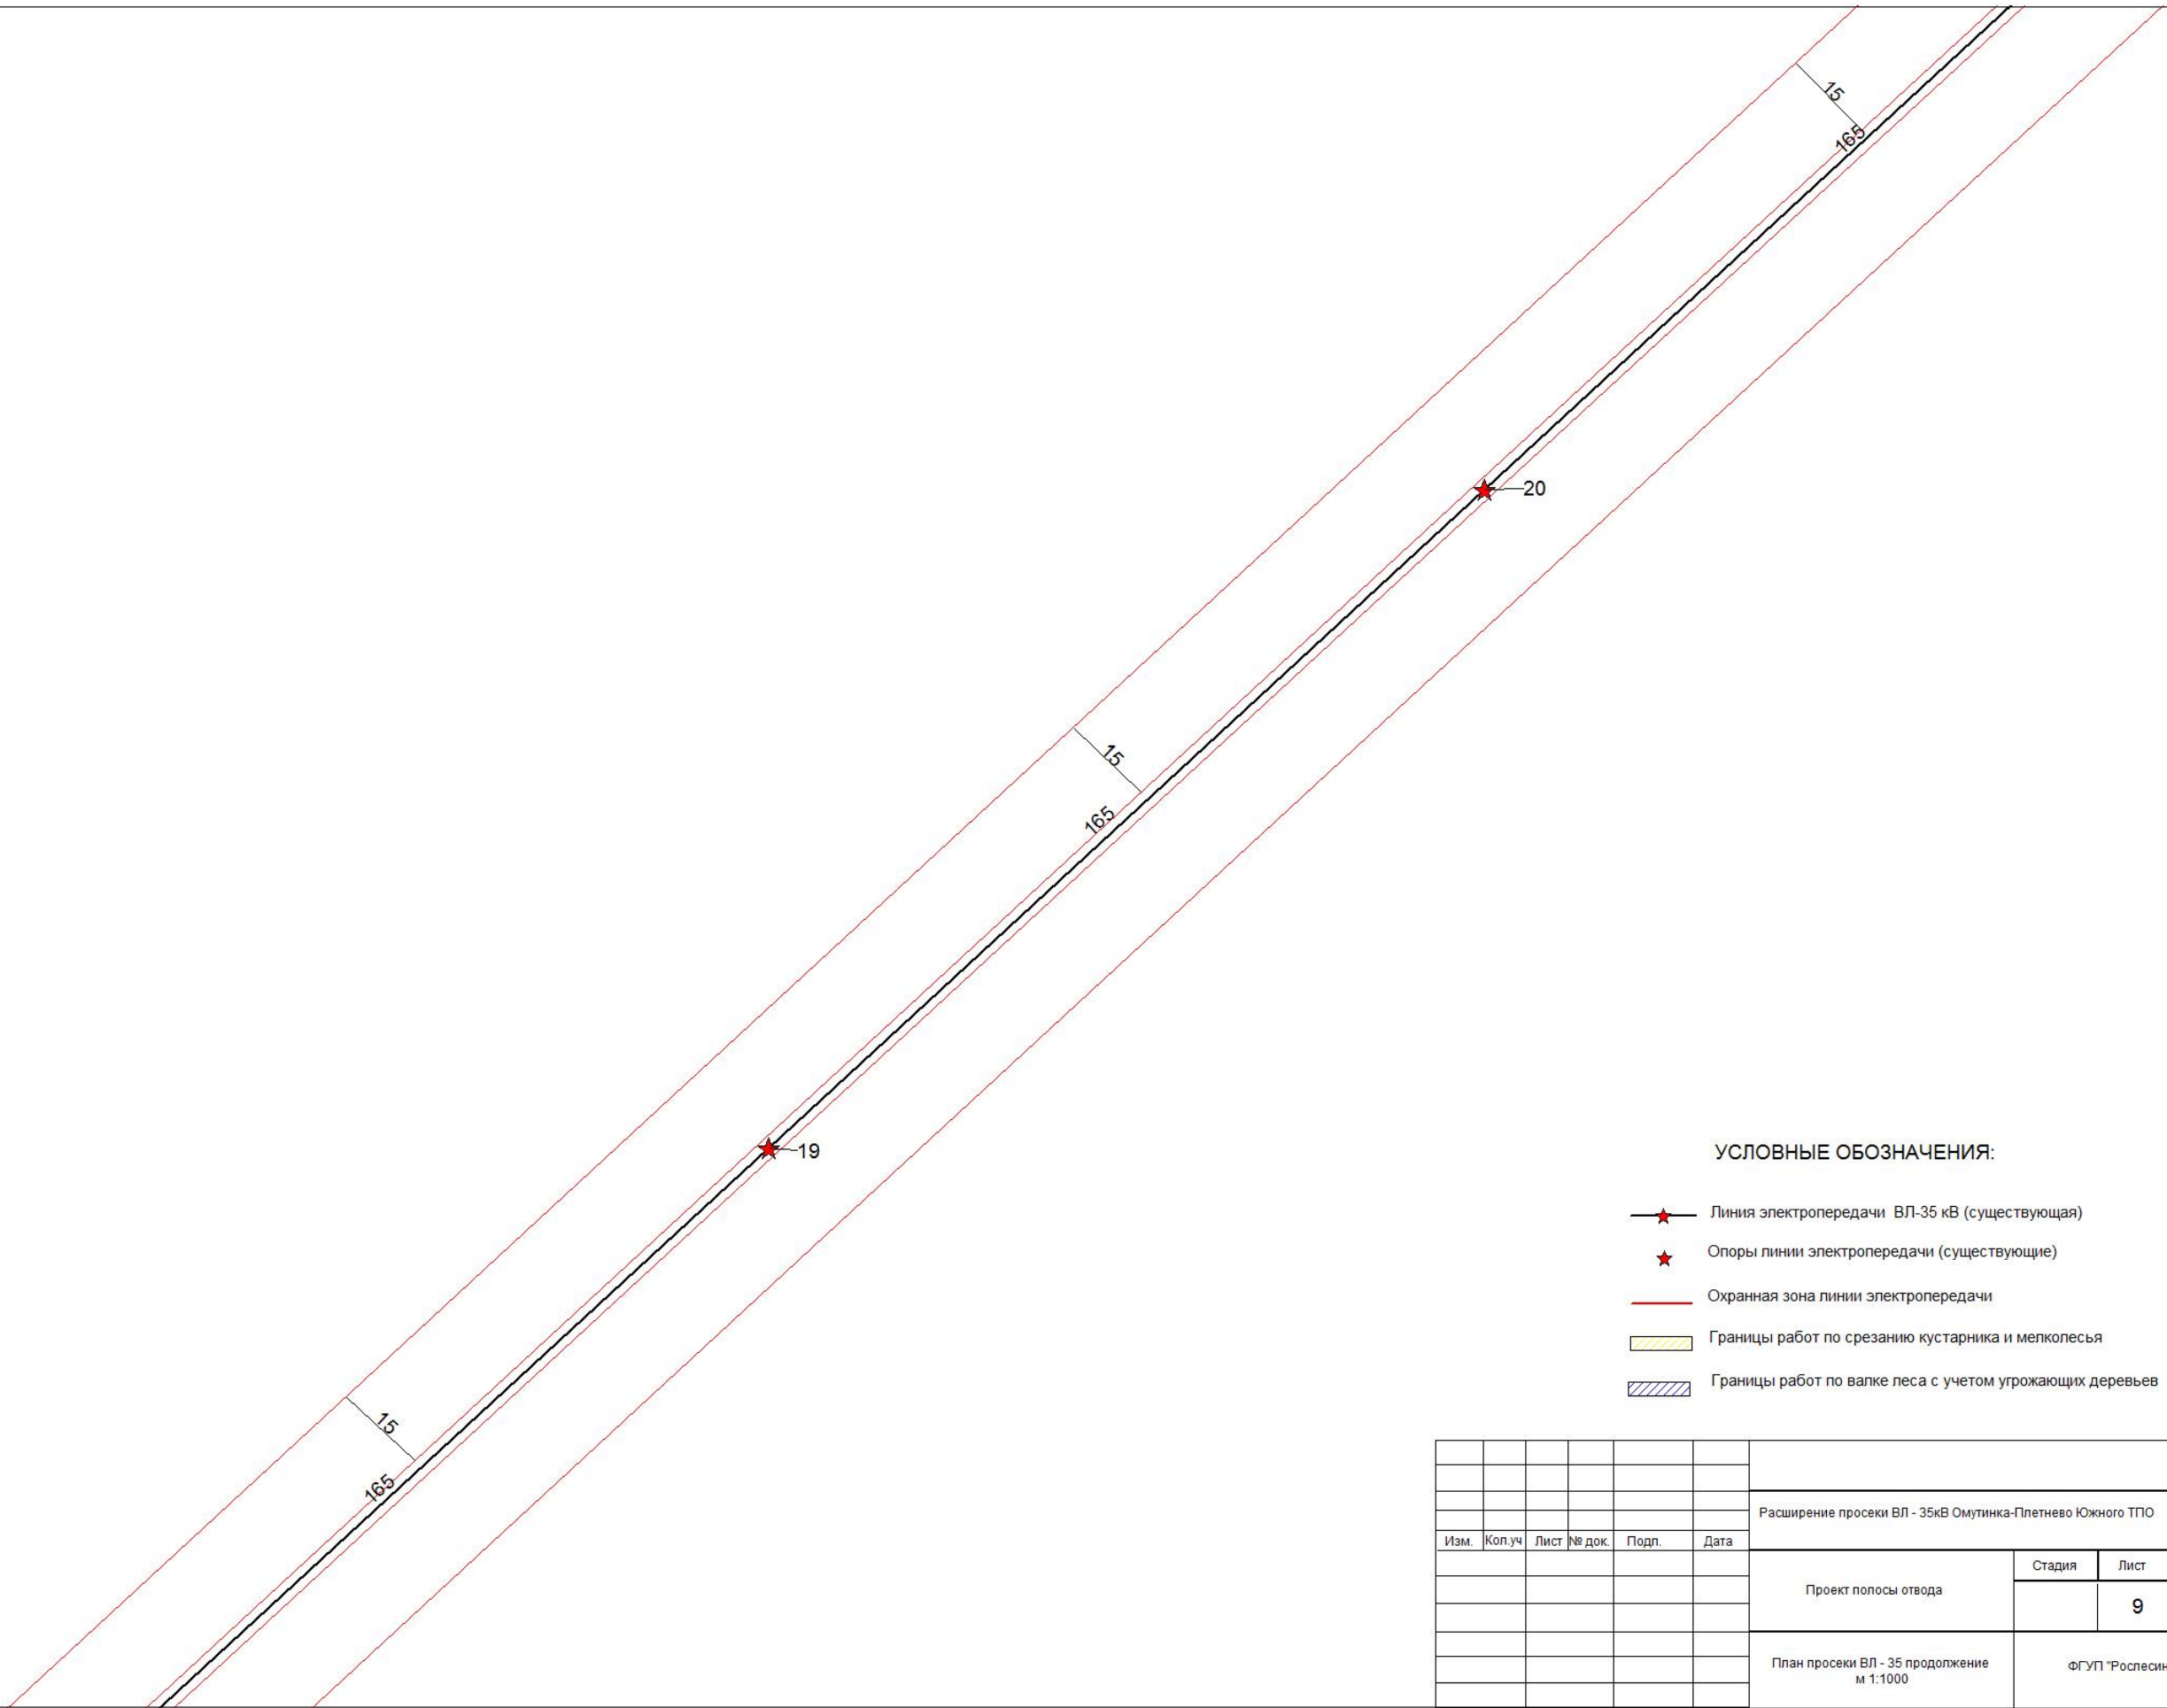 15
165
20
15
165
19
15
165
УСЛОВНЫЕ ОБОЗНАЧЕНИЯ:
Линия электропередачи ВЛ-35 кВ (существующая)
Опоры линии электропередачи (существующие)
Охранная зона линии электропередачи
Границы работ по срезанию кустарника и мелколесья
Границы работ по валке леса с учетом угрожающих деревьев
Расширение просеки ВЛ - 35кВ Омутинка-Плетнево Южного ТПО
Изм. Кол.уч Лист № док. Подп. Дата
Стадия Лист
Проект полосы отвода
9
План просеки ВЛ - 35 продолжение
м 1:1000
ФГУП "Рослесин